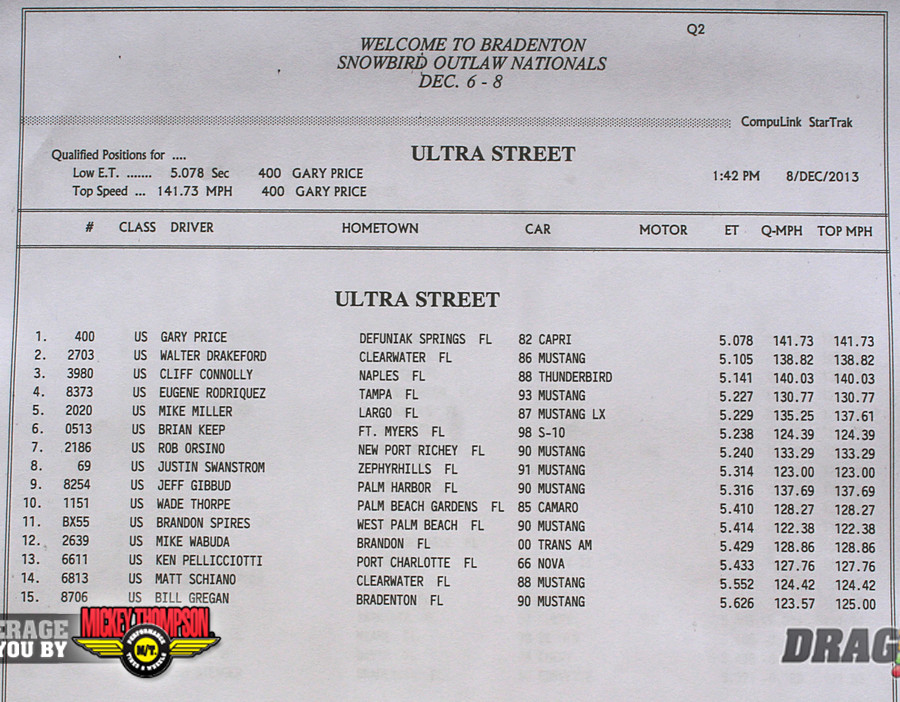 Q2
WELCOME TO BRADENTON
SNOWBIRD OUTLAW NATIONALS
DEC. 6 - 8
CompuLink StarTrak
Qualified Positions for .... ULTRA STREET
Low E.T. ....... 5.078 Sec 400 GARY PRICE 1:42 PM 8/DEC/2013
Top Speed ... 141.73 MPH 400 GARY PRICE
# CLASS DRIVER HOMETOWN CAR MOTOR ET Q-MPH TOP MPH
ULTRA STREET
1. 400 US GARY PRICE DEFUNIAK SPRINGS FL 82 CAPRI 5.078 141.73 141.73
2. 2703 US WALTER DRAKEFORD CLEARWATER FL 86 MUSTANG 5.105 138.82 138.82
3. 3980 US CLIFF CONNOLLY NAPLES FL 88 THUNDERBIRD 5.141 140.03 140.03
4. 8373 US EUGENE RODRIQUEZ TAMPA FL 93 MUSTANG 5.227 130.77 130.77
5. 2020 US MIKE MILLER LARGO FL 87 MUSTANG LX 5.229 135.25 137.61
6. 0513 US BRIAN KEEP FT. MYERS FL 98 S-10 5.238 124.39 124.39
7. 2186 US ROB ORSINO NEW PORT RICHEY FL 90 MUSTANG 5.240 133.29 133.29
8. 69 US JUSTIN SWANSTROM ZEPHYRHILLS FL 91 MUSTANG 5.314 123.00 123.00
9. 8254 US JEFF GIBBUD PALM HARBOR FL 90 MUSTANG 5.316 137.69 137.69
10. 1151 US WADE THORPE PALM BEACH GARDENS FL 85 CAMARO 5.410 128.27 128.27
11. BX55 US BRANDON SPIRES WEST PALM BEACH FL 90 MUSTANG 5.414 122.38 122.38
12. 2639 US MIKE WABUDA BRANDON FL 00 TRANS AM 5.429 128.86 128.86
13. 6611 US KEN PELLICCIOTTI PORT CHARLOTTE FL 66 NOVA 5.433 127.76 127.76
14. 6813 US MATT SCHIANO CLEARWATER FL 88 MUSTANG 5.552 124.42 124.42
15. 8706 US BILL GREGAN BRADENTON FL 90 MUSTANG 5.626 123.57 125.00
ERAGE
YOU BY
MICKEY THOMPSON
PERFORMANCE
M/T.
TIRES & WHEELS
DRAG